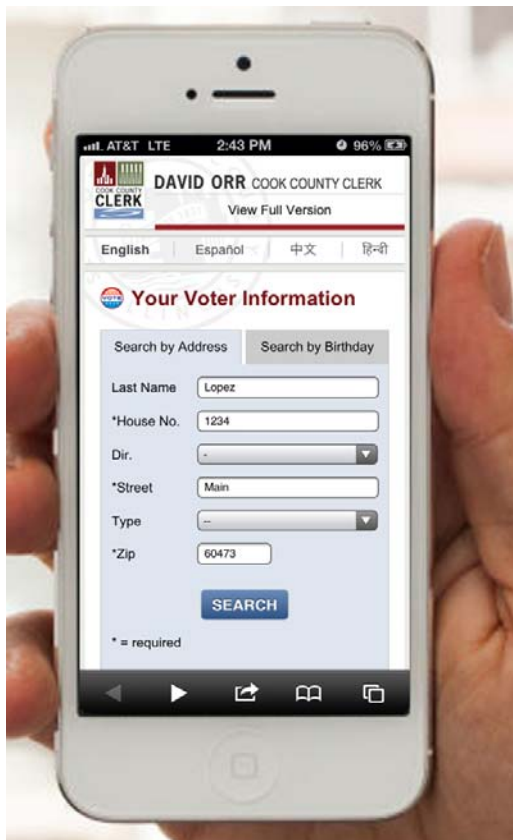 AT&T LTE 2:43 PM 96%
COOK COUNTY
CLERK
DAVID ORR COOK COUNTY CLERK
View Full Version
English Español 中文 हिन्दी
VOTE Your Voter Information
Search by Address Search by Birthday
Last Name Lopez
*House No. 1234
Dir. -
*Street Main
Type --
*Zip 60473
SEARCH
* = required